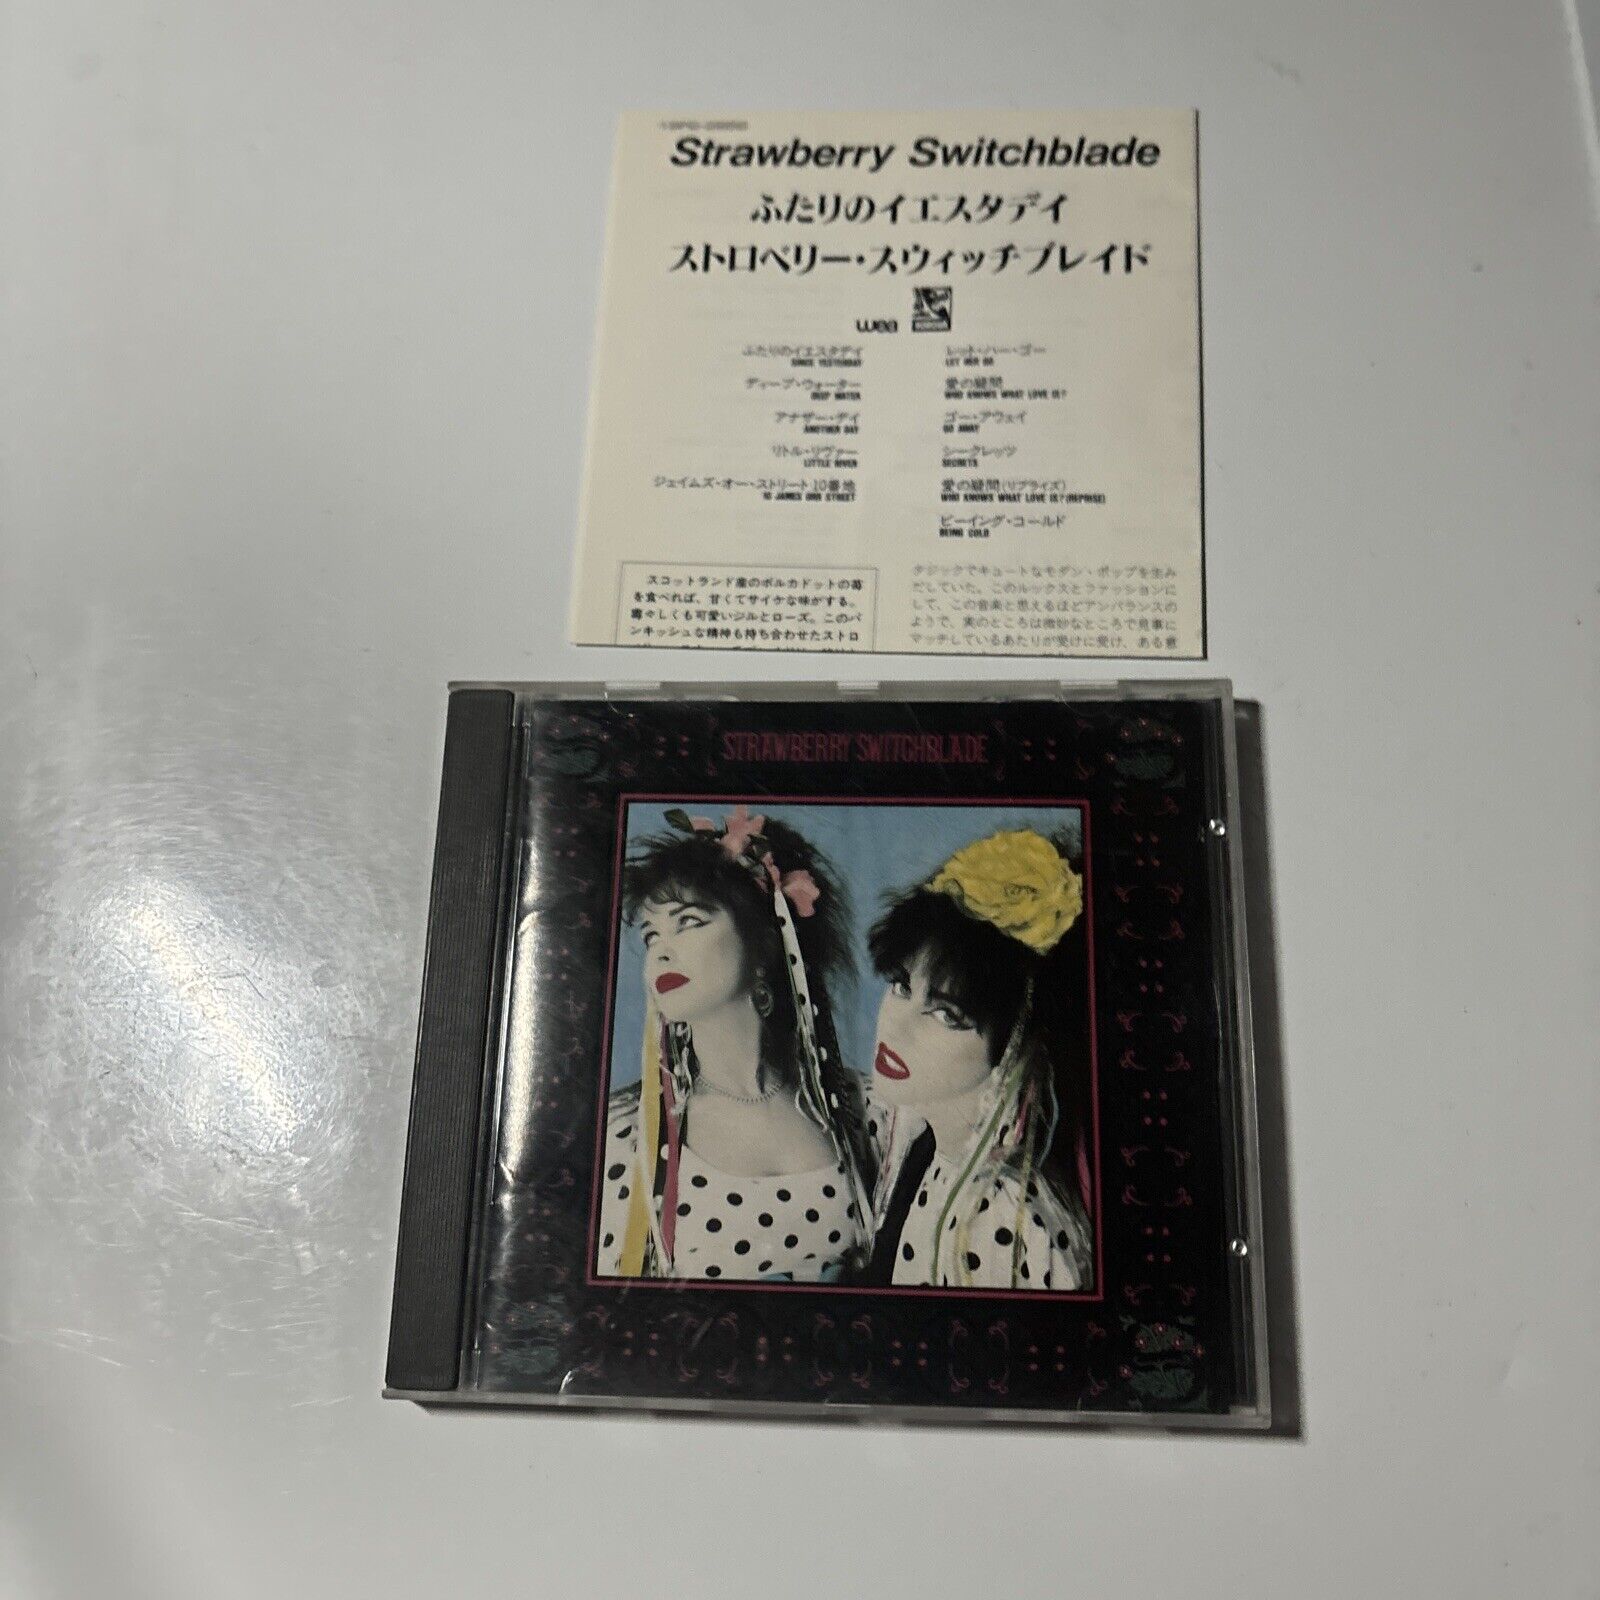 Strawberry Switchblade
ふたりのイエスタデイ
ストロベリー・スウィッチブレイド
wea
ふたりのイエスタデイ
SINCE YESTERDAY
ディープ・ウォーター
DEEP WATER
アナザー・デイ
ANOTHER DAY
リトル・リヴァー
LITTLE RIVER
ジェイムズ・オー・ストリート10番地
10 JAMES ORR STREET
レット・ハー・ゴー
LET HER GO
愛の疑問
WHO KNOWS WHAT LOVE IS?
ゴー・アウェイ
GO AWAY
シークレッツ
SECRETS
愛の疑問(リプライズ)
WHO KNOWS WHAT LOVE IS? (REPRISE)
ビーイング・コールド
BEING COLD
スコットランド産のポルカドットの苺
を食べれば、甘くてサイケな味がする。
毒々しくも可愛いジルとローズ。このパ
ンキッシュな精神も持ち合わせたストロ
タジックでキュートなモダン・ポップを生み
だしていた。このルックスとファッションに
して、この音楽と思えるほどアンバランスの
ようで、実のところは微妙なところで見事に
マッチしているあたりが受けに受け、ある意
STRAWBERRY SWITCHBLADE